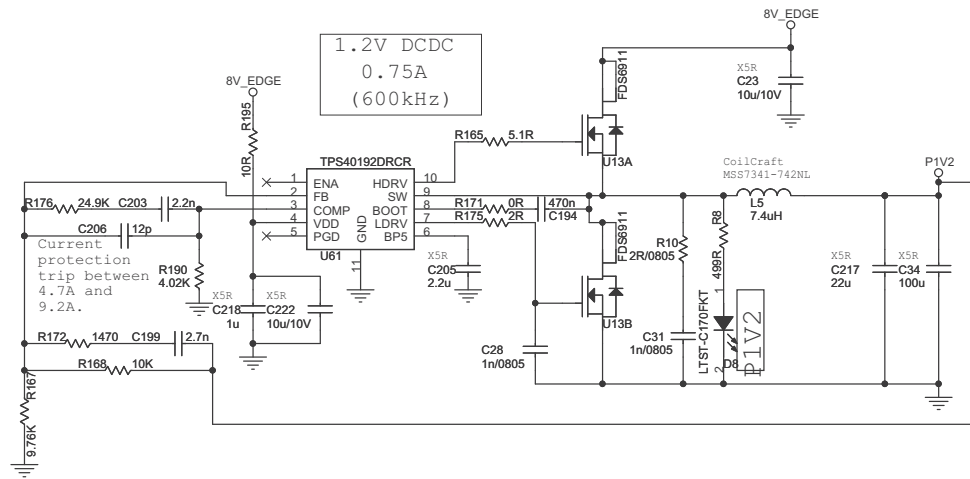 8V_EDGE
1.2V DCDC
0.75A
(600kHz)
8V_EDGE
R195
10R
FDS6911
X5R
C23
10u/10V
R165 5.1R
U13A
TPS40192DRCR
1 ENA HDRV 10
2 FB SW 9
3 COMP BOOT 8
4 VDD LDRV 7
5 PGD BP5 6
GND
11
U61
R176 24.9K C203 2.2n
C206 12p
Current
protection
trip between
4.7A and
9.2A.
R190
4.02K
R171 0R 470n
C194
R175 2R
X5R
C205
2.2u
FDS6911
U13B
CoilCraft
MSS7341-742NL
L5
7.4uH
P1V2
R10
2R/0805
R8
499R
X5R
C217
22u
X5R
C34
100u
X5R
C218
1u
X5R
C222
10u/10V
R172 1470 C199 2.7n
R168 10K
R167
9.76K
C28
1n/0805
C31
1n/0805
LTST-C170FKT
1
2
D8
P1V2